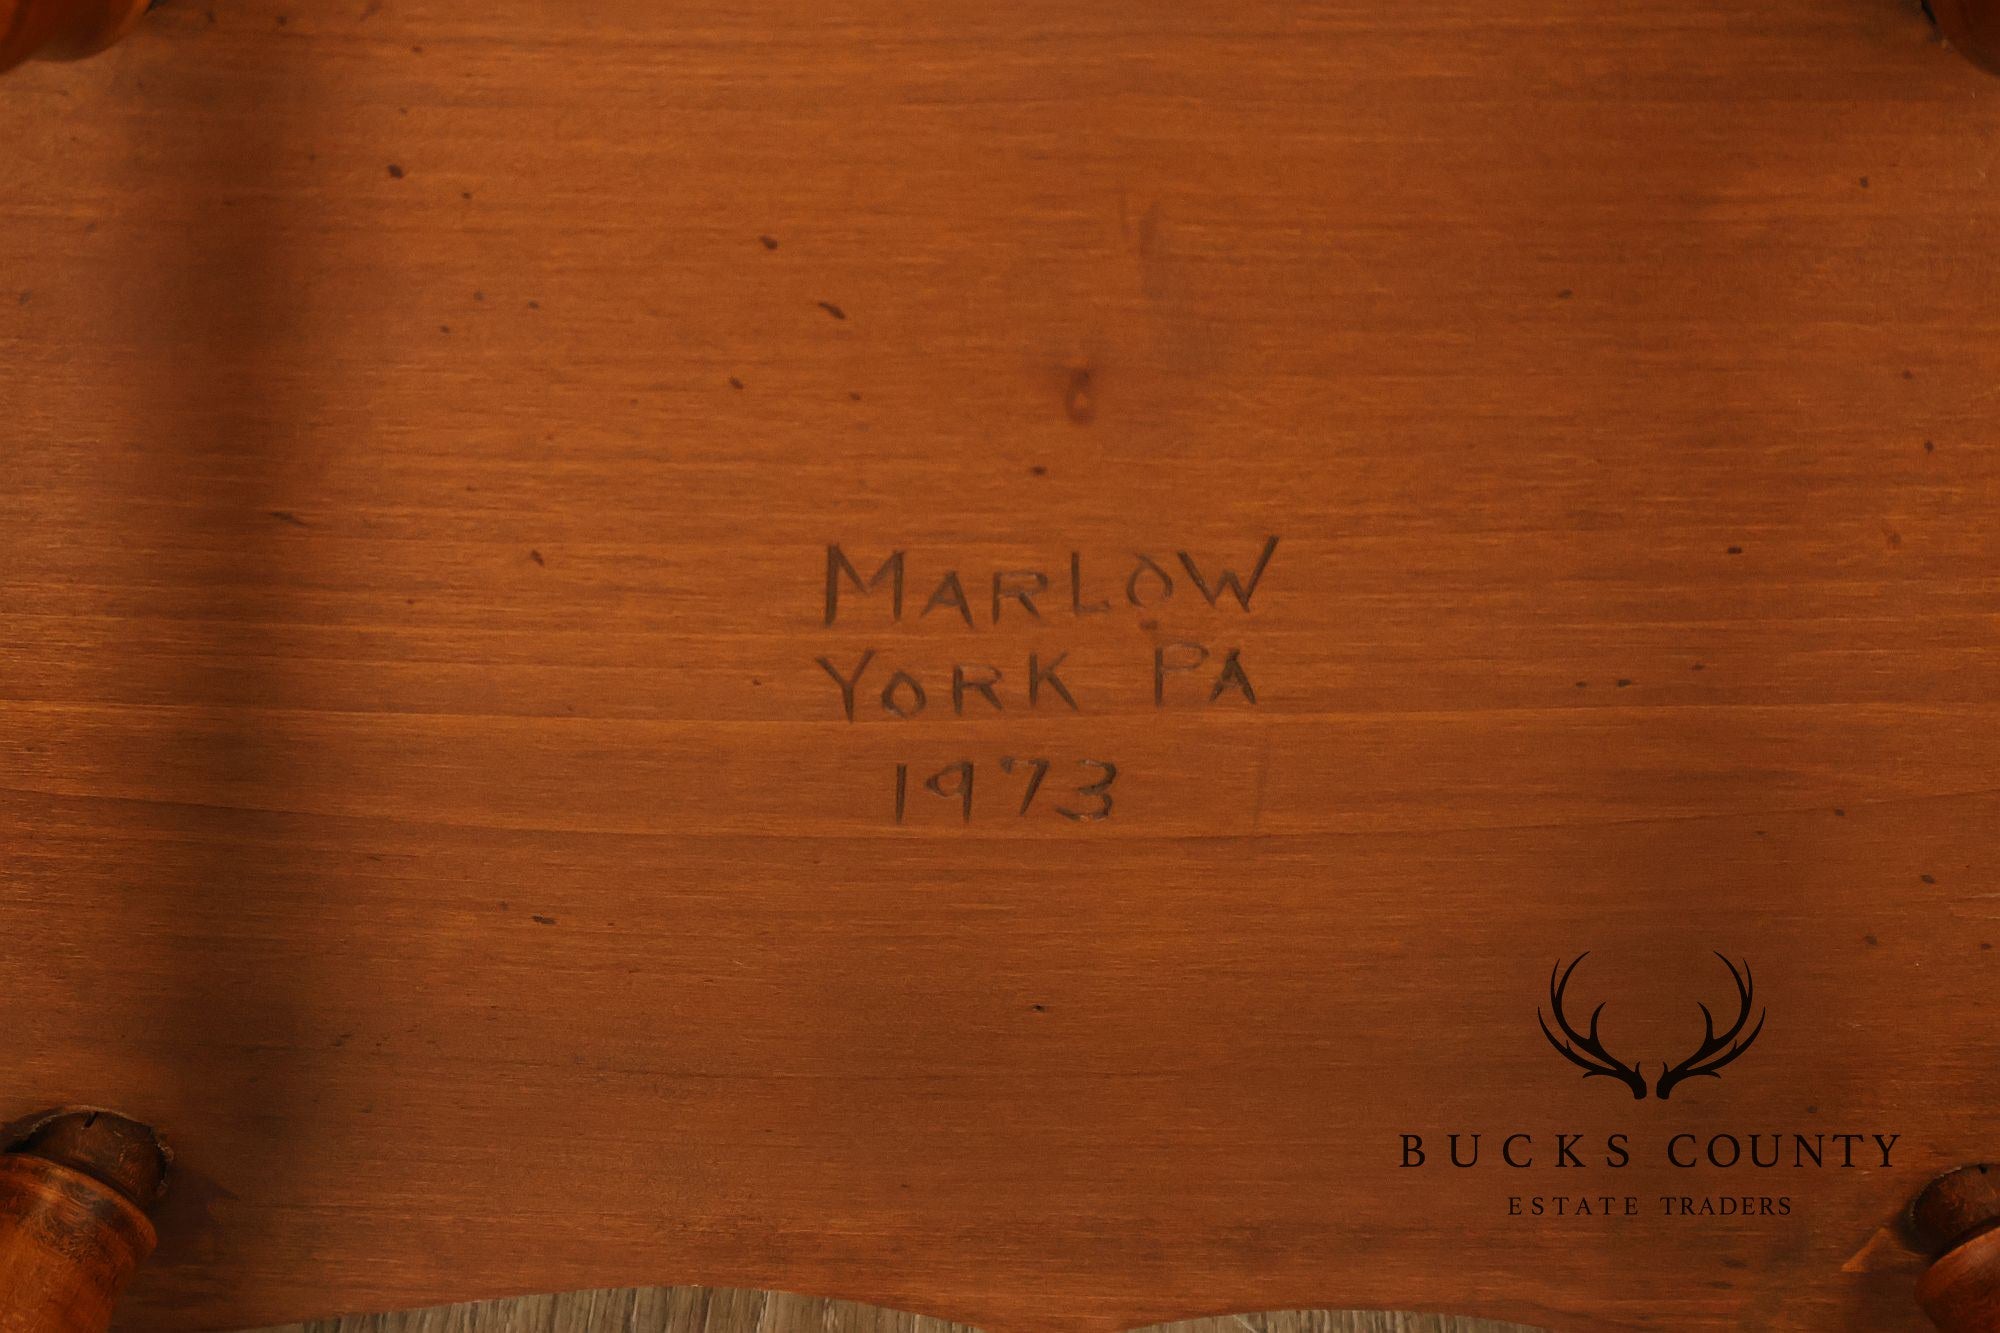 MARLOW
YORK PA
1973
BUCKS COUNTY
ESTATE TRADERS